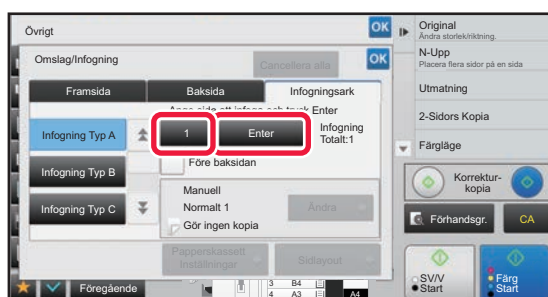 Övrigt
OK
Omslag/Infogning
Cancellera alla
OK
Framsida
Baksida
Infogningsark
Ange sida att infoga och tryck Enter
Infogning Typ A
1
Enter
Infogning
Totalt:1
Före baksidan
Infogning Typ B
Infogning Typ C
Manuell
Normalt 1
Gör ingen kopia
Ändra
Papperskassett
Inställningar
Sidlayout
Föregående
3 B4
4 A3
A4
Original
Ändra storlek/riktning.
N-Upp
Placera flera sidor på en sida
Utmatning
2-Sidors Kopia
Färgläge
Korrektur-
kopia
Förhandsgr.
CA
SV/V
Start
Färg
Start